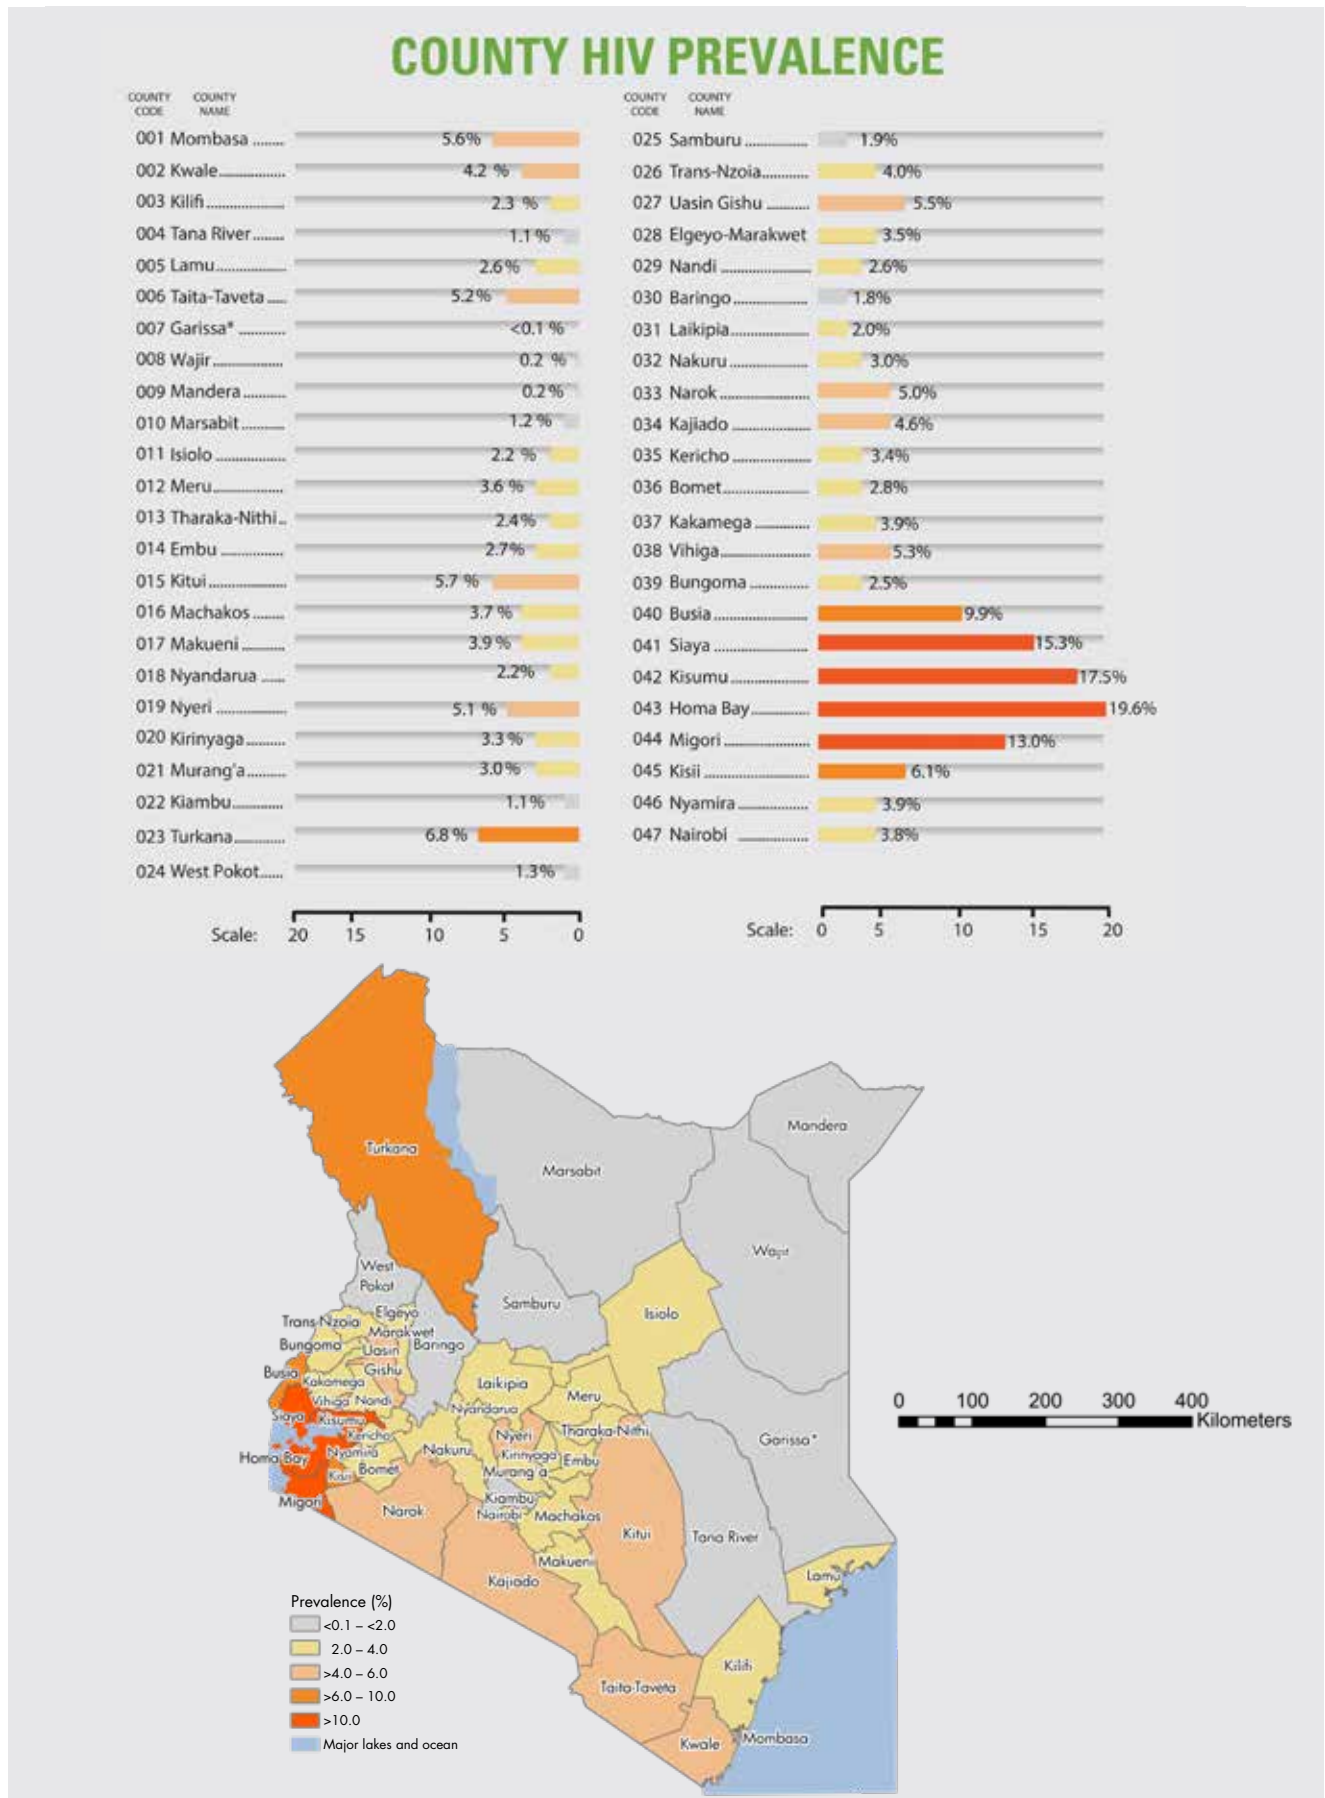 COUNTY HIV PREVALENCE
COUNTY CODE COUNTY NAME
001 Mombasa ........ 5.6%
002 Kwale................. 4.2 %
003 Kilifi.................... 2.3 %
004 Tana River........ 1.1 %
005 Lamu.................. 2.6%
006 Taita-Taveta ..... 5.2%
007 Garissa* ............ <0.1 %
008 Wajir.................. 0.2 %
009 Mandera........... 0.2%
010 Marsabit........... 1.2 %
011 Isiolo .................. 2.2 %
012 Meru.................. 3.6 %
013 Tharaka-Nithi.. 2.4%
014 Embu ................ 2.7%
015 Kitui ................... 5.7 %
016 Machakos ........ 3.7 %
017 Makueni ........... 3.9 %
018 Nyandarua ...... 2.2%
019 Nyeri .................. 5.1 %
020 Kirinyaga.......... 3.3 %
021 Murang'a.......... 3.0 %
022 Kiambu............. 1.1%
023 Turkana............. 6.8 %
024 West Pokot...... 1.3%
Scale: 20 15 10 5 0
COUNTY CODE COUNTY NAME
025 Samburu ............... 1.9%
026 Trans-Nzoia........... 4.0%
027 Uasin Gishu .......... 5.5%
028 Elgeyo-Marakwet 3.5%
029 Nandi ..................... 2.6%
030 Baringo.................. 1.8%
031 Laikipia................... 2.0%
032 Nakuru................... 3.0%
033 Narok ..................... 5.0%
034 Kajiado .................. 4.6%
035 Kericho .................. 3.4%
036 Bomet.................... 2.8%
037 Kakamega ............. 3.9%
038 Vihiga..................... 5.3%
039 Bungoma .............. 2.5%
040 Busia ....................... 9.9%
041 Siaya ....................... 15.3%
042 Kisumu................... 17.5%
043 Homa Bay.............. 19.6%
044 Migori ..................... 13.0%
045 Kisii .......................... 6.1%
046 Nyamira................. 3.9%
047 Nairobi ................. 3.8%
Scale: 0 5 10 15 20
Mandera
Turkana
Marsabit
Wajir
West
Pokot
Samburu
Isiolo
Elgeyo
Trans-Nzoia
Marakwet
Bungoma
Uasin
Baringo
Busia
Gishu
Kakamega
Laikipia
Meru
Vihiga Nandi
Nyandarua
Siaya
Kisumu
Tharaka-Nithi
Kericho
Nyeri
Garissa*
Homa Bay
Nyamira
Nakuru
Kirinyaga
Embu
Kisii
Bomet
Murang'a
Migori
Narok
Kiambu
Nairobi
Machakos
Kitui
Tana River
Makueni
Kajiado
Lamu
Kilifi
Taita-Taveta
Kwale
Mombasa
0 100 200 300 400
Kilometers
Prevalence (%)
<0.1 – <2.0
2.0 – 4.0
>4.0 – 6.0
>6.0 – 10.0
>10.0
Major lakes and ocean